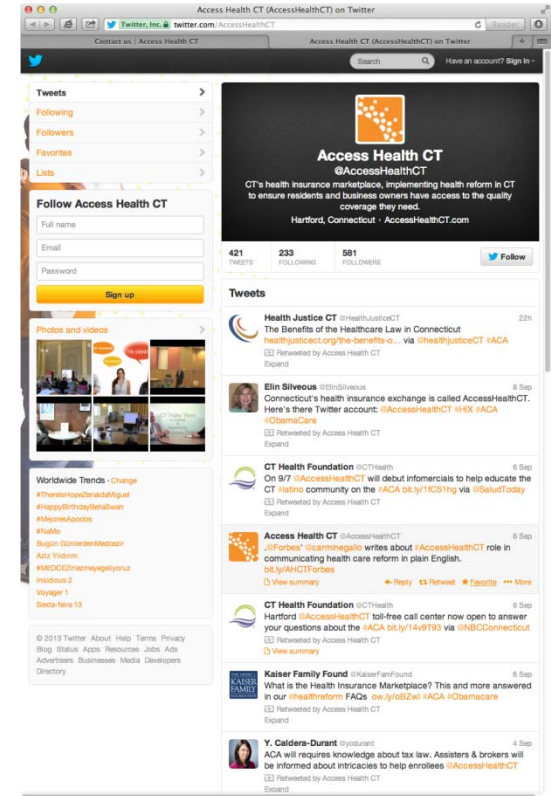 Access Health CT (AccessHealthCT) on Twitter
Twitter, Inc. twitter.com/AccessHealthCT
Reader
Contact us | Access Health CT
Access Health CT (AccessHealthCT) on Twitter
Search
Have an account? Sign in
Tweets
Following
Followers
Favorites
Lists
Follow Access Health CT
Full name
Email
Password
Sign up
Photos and videos
Worldwide Trends · Change
#ThereIsHopeZenaidaMiguel
#HappyBirthdayBellaSwan
#MejoresApodos
#NaMo
Aziz Yıldırım
Insidious 2
Voyager 1
Sexta-feira 13
© 2013 Twitter About Help Terms Privacy
Blog Status Apps Resources Jobs Ads
Advertisers Businesses Media Developers
Directory
Access Health CT
@AccessHealthCT
CT's health insurance marketplace, implementing health reform in CT
to ensure residents and business owners have access to the quality
coverage they need.
Hartford, Connecticut · AccessHealthCT.com
421
TWEETS
233
FOLLOWING
581
FOLLOWERS
Follow
Tweets
Health Justice CT @HealthJusticeCT 22h
The Benefits of the Healthcare Law in Connecticut
healthjusticect.org/the-benefits-o... via @healthjusticeCT #ACA
Retweeted by Access Health CT
Expand
Elin Silveous @ElinSilveous 8 Sep
Connecticut's health insurance exchange is called AccessHealthCT.
Here's there Twitter account: @AccessHealthCT #HIX #ACA
#ObamaCare
Retweeted by Access Health CT
Expand
CT Health Foundation @CTHealth 6 Sep
On 9/7 @AccessHealthCT will debut infomercials to help educate the
CT #latino community on the #ACA bit.ly/1fCS1hg via @SaludToday
Retweeted by Access Health CT
Expand
Access Health CT @AccessHealthCT 6 Sep
.@Forbes' @carminegallo writes about #AccessHealthCT role in
communicating health care reform in plain English.
bit.ly/AHCTForbes
View summary Reply Retweet Favorite More
CT Health Foundation @CTHealth 6 Sep
Hartford @AccessHealthCT toll-free call center now open to answer
your questions about the #ACA bit.ly/14v9T93 via @NBCConnecticut
Retweeted by Access Health CT
View summary
KAISER
FAMILY
Kaiser Family Found @KaiserFamFound 6 Sep
What is the Health Insurance Marketplace? This and more answered
in our #healthreform FAQs ow.ly/oBZwl #ACA #Obamacare
Retweeted by Access Health CT
Expand
Y. Caldera-Durant @ycdurant 4 Sep
ACA will requires knowledge about tax law. Assisters & brokers will
be informed about intricacies to help enrollees @AccessHealthCT
Retweeted by Access Health CT
Expand